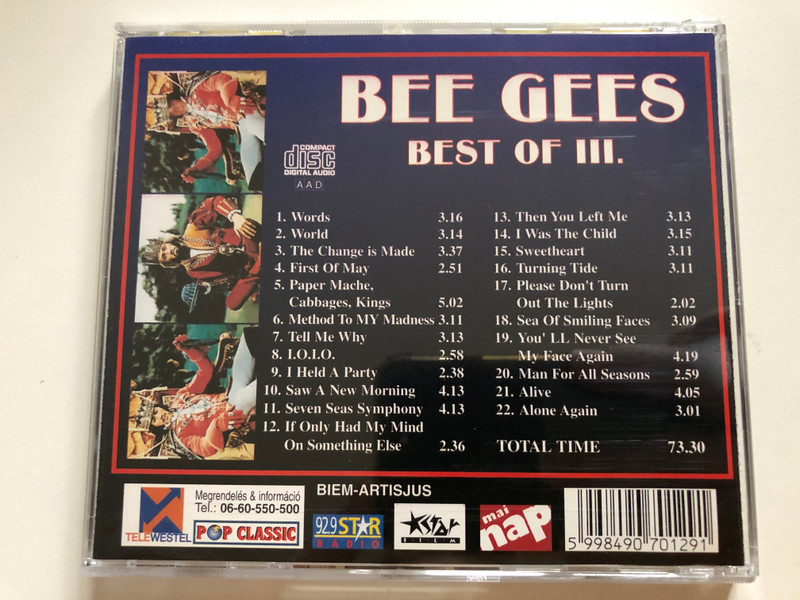 BEE GEES
BEST OF III.
COMPACT
disc
DIGITAL AUDIO
AAD
1. Words 3.16
2. World 3.14
3. The Change is Made 3.37
4. First Of May 2.51
5. Paper Mache,
Cabbages, Kings 5.02
6. Method To MY Madness 3.11
7. Tell Me Why 3.13
8. I.O.I.O. 2.58
9. I Held A Party 2.38
10. Saw A New Morning 4.13
11. Seven Seas Symphony 4.13
12. If Only Had My Mind
On Something Else 2.36
13. Then You Left Me 3.13
14. I Was The Child 3.15
15. Sweetheart 3.11
16. Turning Tide 3.11
17. Please Don't Turn
Out The Lights 2.02
18. Sea Of Smiling Faces 3.09
19. You' LL Never See
My Face Again 4.19
20. Man For All Seasons 2.59
21. Alive 4.05
22. Alone Again 3.01
TOTAL TIME 73.30
TELEWESTEL
Megrendelés & információ
Tel.: 06-60-550-500
POP CLASSIC
BIEM-ARTISJUS
92.9 STAR
RADIO
Star
FILM
mai
nap
5 998490 701291